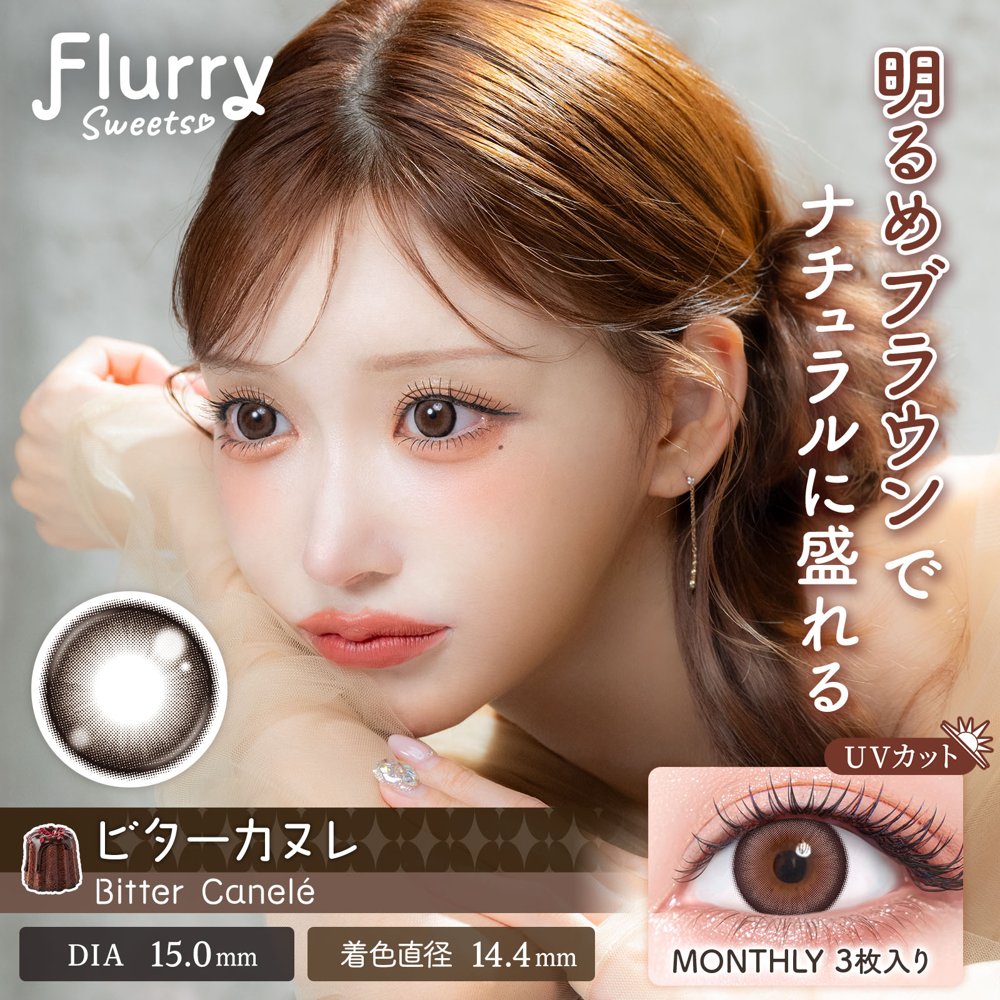 Flurry
Sweets
明るめブラウンで
ナチュラルに盛れる
UVカット
ビターカヌレ
Bitter Canelé
DIA 15.0mm
着色直径 14.4mm
MONTHLY 3枚入り